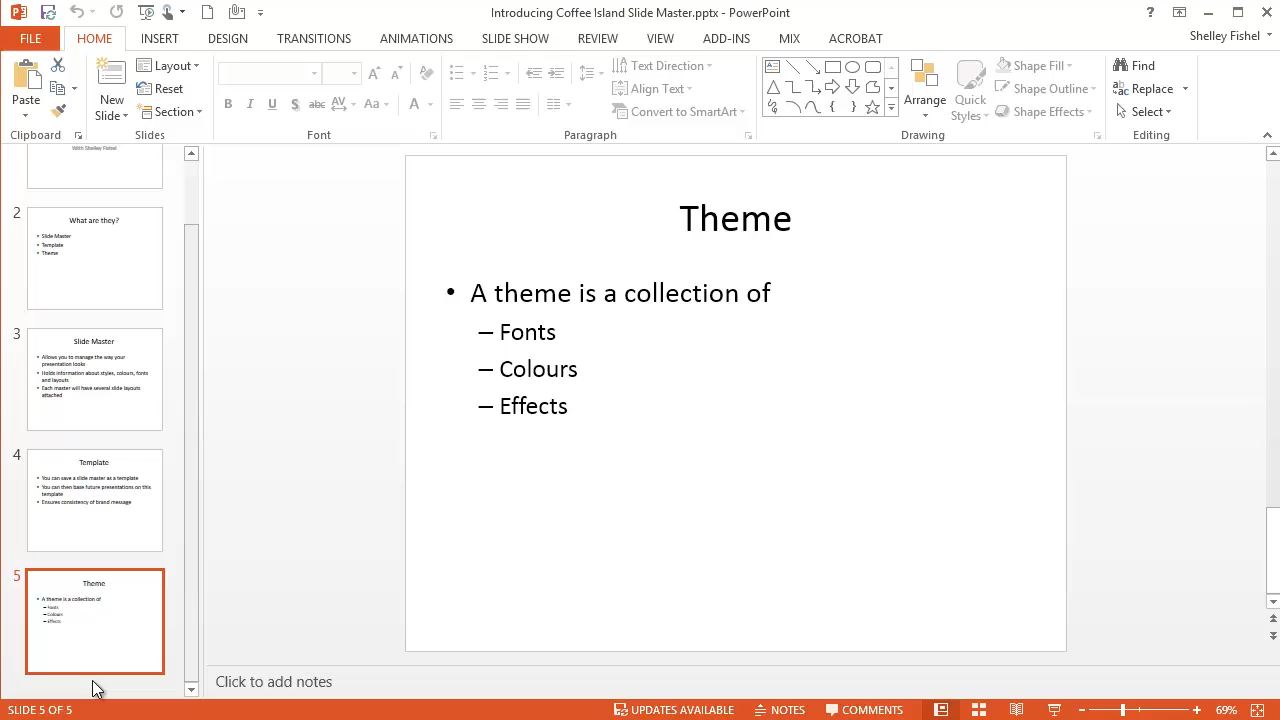 Introducing Coffee Island Slide Master.ppx - PowerPoint
FILE HOME INSERT DESIGN TRANSITIONS ANIMATIONS SLIDE SHOW REVIEW VIEW ADD-INS MIX ACROBAT Shelley Fishel
Paste
Clipboard
New Slide
Layout
Reset
Section
Slides
B I U S abc AV Aa A
Font
Text Direction
Align Text
Convert to SmartArt
Paragraph
Arrange
Quick Styles
Shape Fill
Shape Outline
Shape Effects
Drawing
Find
Replace
Select
Editing
With Shelley Fishel
2
What are they?
• Slide Master
• Template
• Theme
3
Slide Master
• Allows you to manage the way your
presentation looks
• Holds information about styles, colours, fonts
and layouts
• Each master will have several slide layouts
attached
4
Template
• You can save a slide master as a template
• You can then base future presentations on this
template
• Ensures consistency of brand message
5
Theme
• A theme is a collection of
– Fonts
– Colours
– Effects
Theme
• A theme is a collection of
– Fonts
– Colours
– Effects
Click to add notes
SLIDE 5 OF 5 UPDATES AVAILABLE NOTES COMMENTS 69%